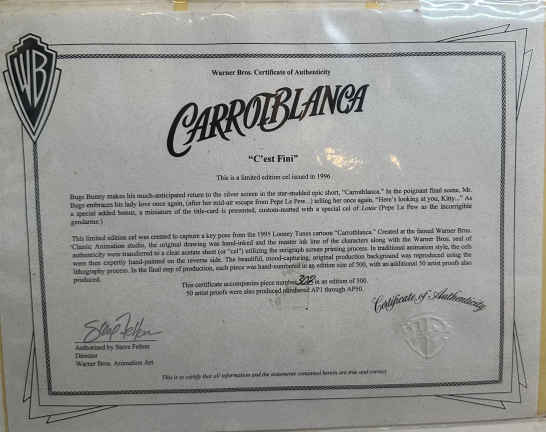 WB
Warner Bros. Certificate of Authenticity
CARROTBLANCA
"C'est Fini"
This is a limited edition cel issued in 1996
Bugs Bunny makes his much-anticipated return to the silver screen in the star-studded epic short, "Carrotblanca." In the poignant final scene, Mr.
Bugs embraces his lady love once again, (after her mid-air escape from Pepe Le Pew...) telling her once again, "Here's looking at you, Kitty..." As
a special added bonus, a miniature of the title-card is presented, custom-matted with a special cel of Louie (Pepe Le Pew as the incorrigible
gendarme.)
This limited edition cel was created to capture a key pose from the 1995 Looney Tunes cartoon "Carrotblanca." Created at the famed Warner Bros.
Classic Animation studio, the original drawing was hand-inked and the master ink line of the characters along with the Warner Bros. seal of
authenticity were transferred to a clear acetate sheet (or "cel") utilizing the serigraph screen printing process. In traditional animation style, the cels
were then expertly hand-painted on the reverse side. The beautiful, mood-capturing, original production background was reproduced using the
lithography process. In the final step of production, each piece was hand-numbered in an edition size of 500, with an additional 50 artist proofs also
produced.
This certificate accompanies piece number 308 in an edition of 500.
50 artist proofs were also produced numbered AP1 through AP50.
Certificate of Authenticity
Authorized by Steve Felton
Director
Warner Bros. Animation Art
This is to certify that all information and the statements contained herein are true and correct